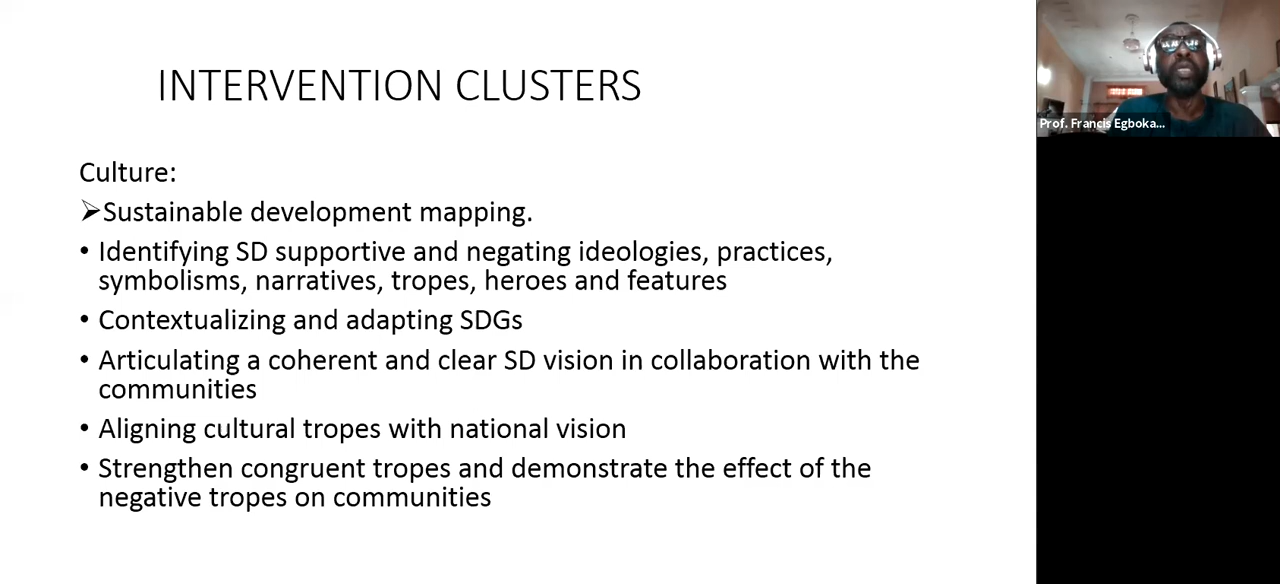 INTERVENTION CLUSTERS
Prof. Francis Egboka...
Culture:
➢Sustainable development mapping.
• Identifying SD supportive and negating ideologies, practices,
symbolisms, narratives, tropes, heroes and features
• Contextualizing and adapting SDGs
• Articulating a coherent and clear SD vision in collaboration with the
communities
• Aligning cultural tropes with national vision
• Strengthen congruent tropes and demonstrate the effect of the
negative tropes on communities